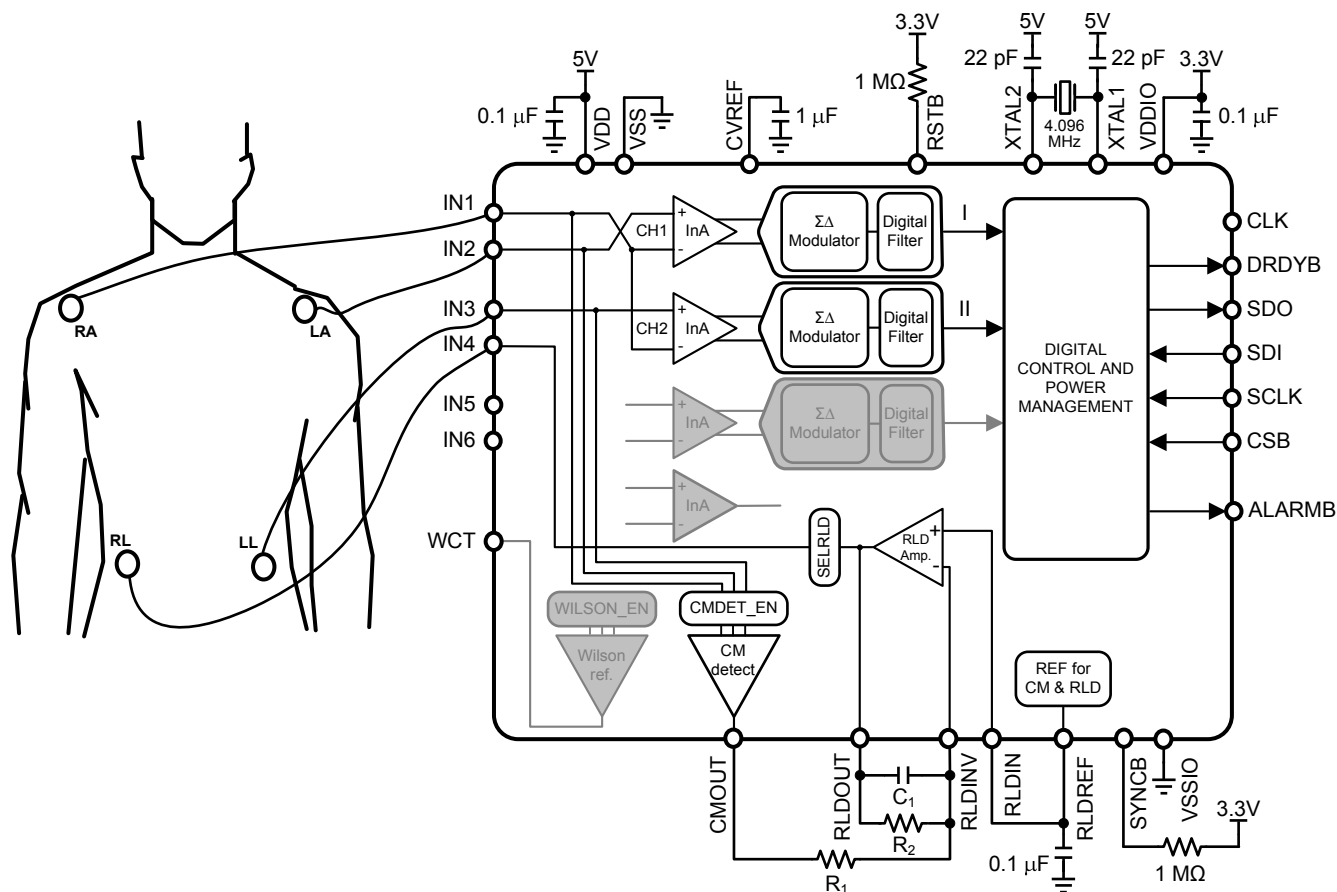 3.3V
5V
5V
5V
22 pF
22 pF
3.3V
1 MΩ
0.1 µF
1 µF
4.096
MHz
0.1 µF
VDD
VSS
CVREF
RSTB
XTAL2
XTAL1
VDDIO
IN1
IN2
IN3
IN4
IN5
IN6
WCT
RA
LA
RL
LL
CH1
+
-
InA
ΣΔ
Modulator
Digital
Filter
I
CH2
+
-
InA
ΣΔ
Modulator
Digital
Filter
II
+
-
InA
ΣΔ
Modulator
Digital
Filter
+
-
InA
DIGITAL
CONTROL AND
POWER
MANAGEMENT
CLK
DRDYB
SDO
SDI
SCLK
CSB
ALARMB
SELRLD
RLD
Amp.
+
-
WILSON_EN
Wilson
ref.
CMDET_EN
CM
detect
REF for
CM & RLD
CMOUT
RLDOUT
RLDINV
RLDIN
RLDREF
SYNCB
VSSIO
C1
R2
R1
0.1 µF
3.3V
1 MΩ